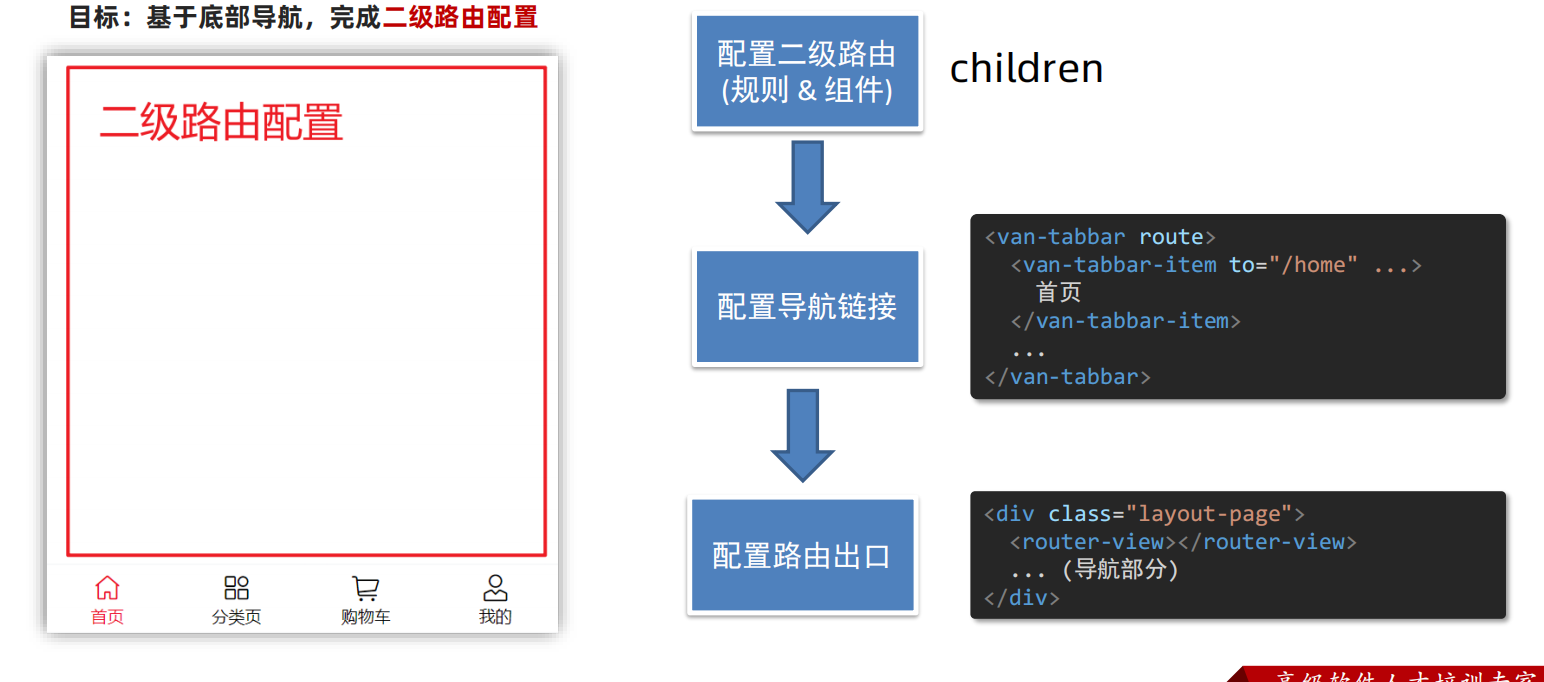 目标：基于底部导航，完成二级路由配置
二级路由配置
首页
分类页
购物车
我的
配置二级路由
(规则 & 组件)
children
配置导航链接
<van-tabbar route>
<van-tabbar-item to="/home" ...>
首页
</van-tabbar-item>
...
</van-tabbar>
配置路由出口
<div class="layout-page">
<router-view></router-view>
... (导航部分)
</div>
高级软件人才培训专家